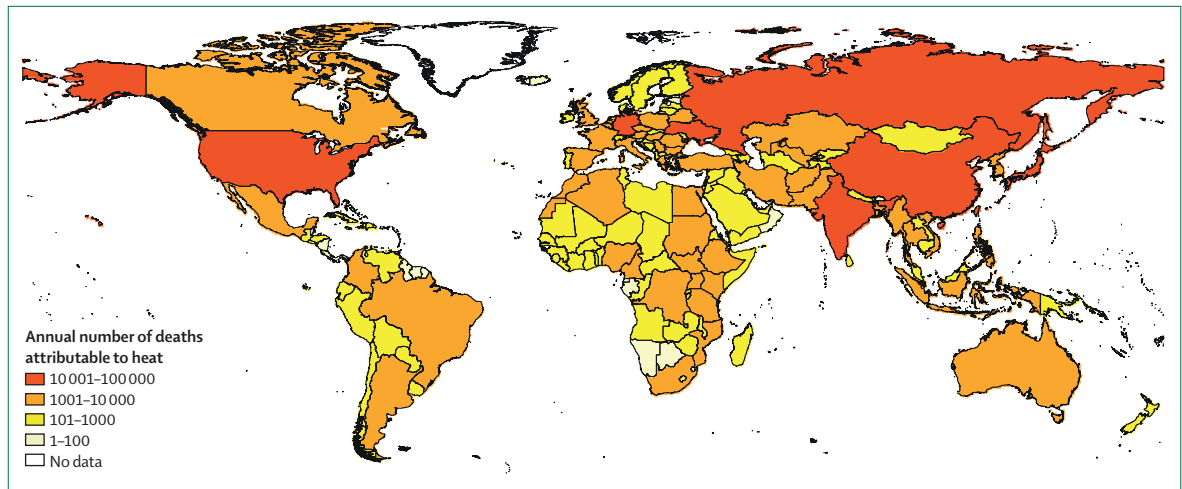 Annual number of deaths
attributable to heat
10 001–100 000
1001–10 000
101–1000
1–100
No data